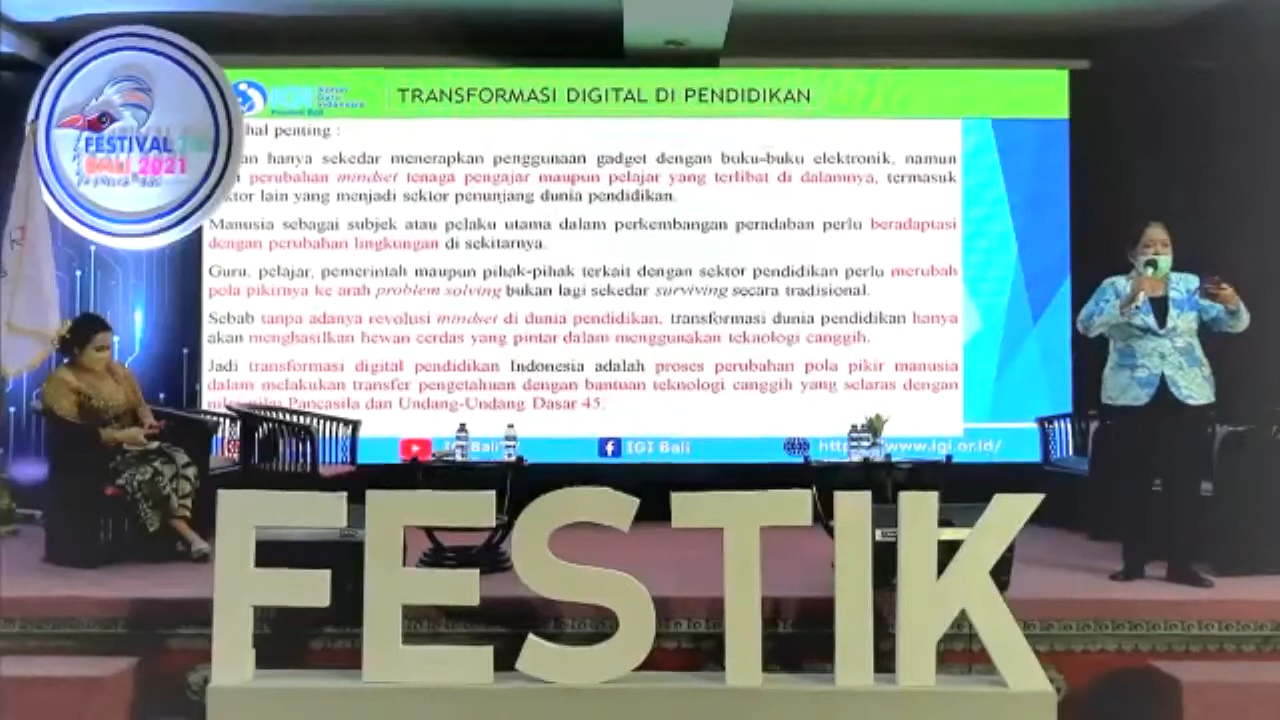 FESTIVAL
BALI 2021
IGI Ikatan Guru Indonesia
Provinsi Bali
TRANSFORMASI DIGITAL DI PENDIDIKAN
hal penting :
hanya sekedar menerapkan penggunaan gadget dengan buku-buku elektronik, namun
perubahan mindset tenaga pengajar maupun pelajar yang terlibat di dalamnya, termasuk
lain yang menjadi sektor penunjang dunia pendidikan.
Manusia sebagai subjek atau pelaku utama dalam perkembangan peradaban perlu beradaptasi
dengan perubahan lingkungan di sekitarnya.
Guru, pelajar, pemerintah maupun pihak-pihak terkait dengan sektor pendidikan perlu merubah
pola pikirnya ke arah problem solving bukan lagi sekedar surviving secara tradisional.
Sebab tanpa adanya revolusi mindset di dunia pendidikan, transformasi dunia pendidikan hanya
akan menghasilkan hewan cerdas yang pintar dalam menggunakan teknologi canggih.
Jadi transformasi digital pendidikan Indonesia adalah proses perubahan pola pikir manusia
dalam melakukan transfer pengetahuan dengan bantuan teknologi canggih yang selaras dengan
Pancasila dan Undang-Undang Dasar 45.
IGI Bali
www.igi.or.id/
FESTIK